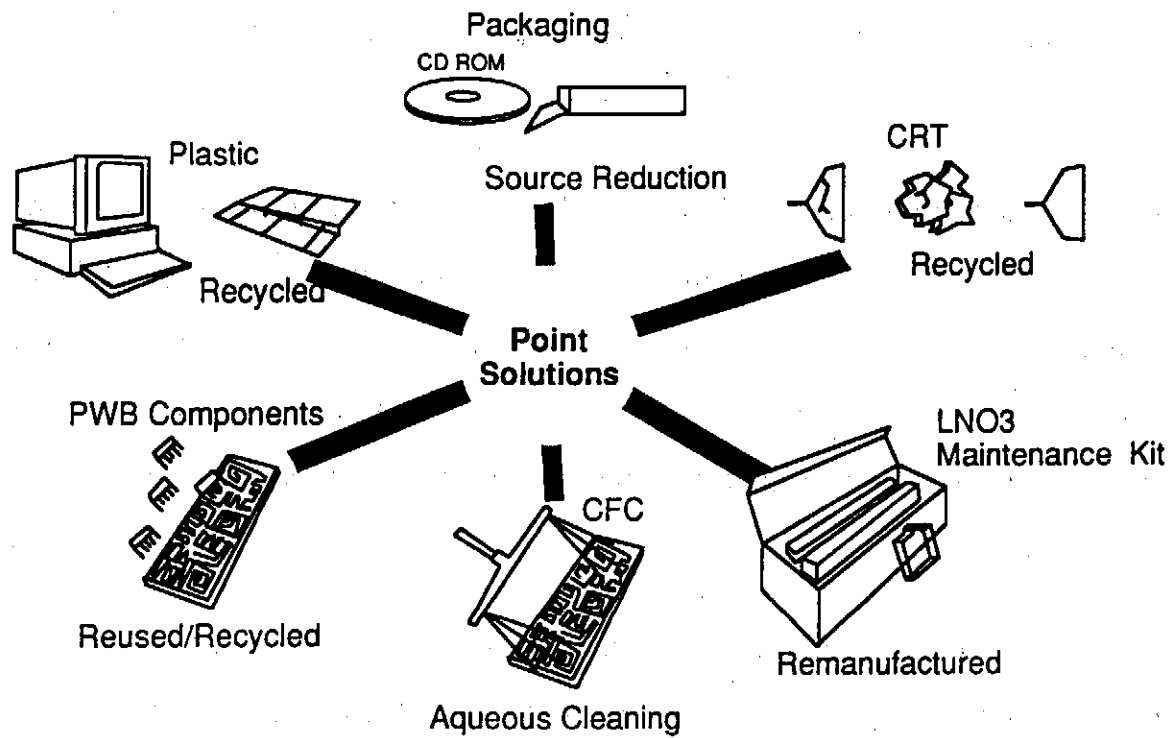 Packaging
CD ROM
Source Reduction
Plastic
Recycled
CRT
Recycled
Point
Solutions
PWB Components
Reused/Recycled
CFC
Aqueous Cleaning
LNO3
Maintenance Kit
Remanufactured